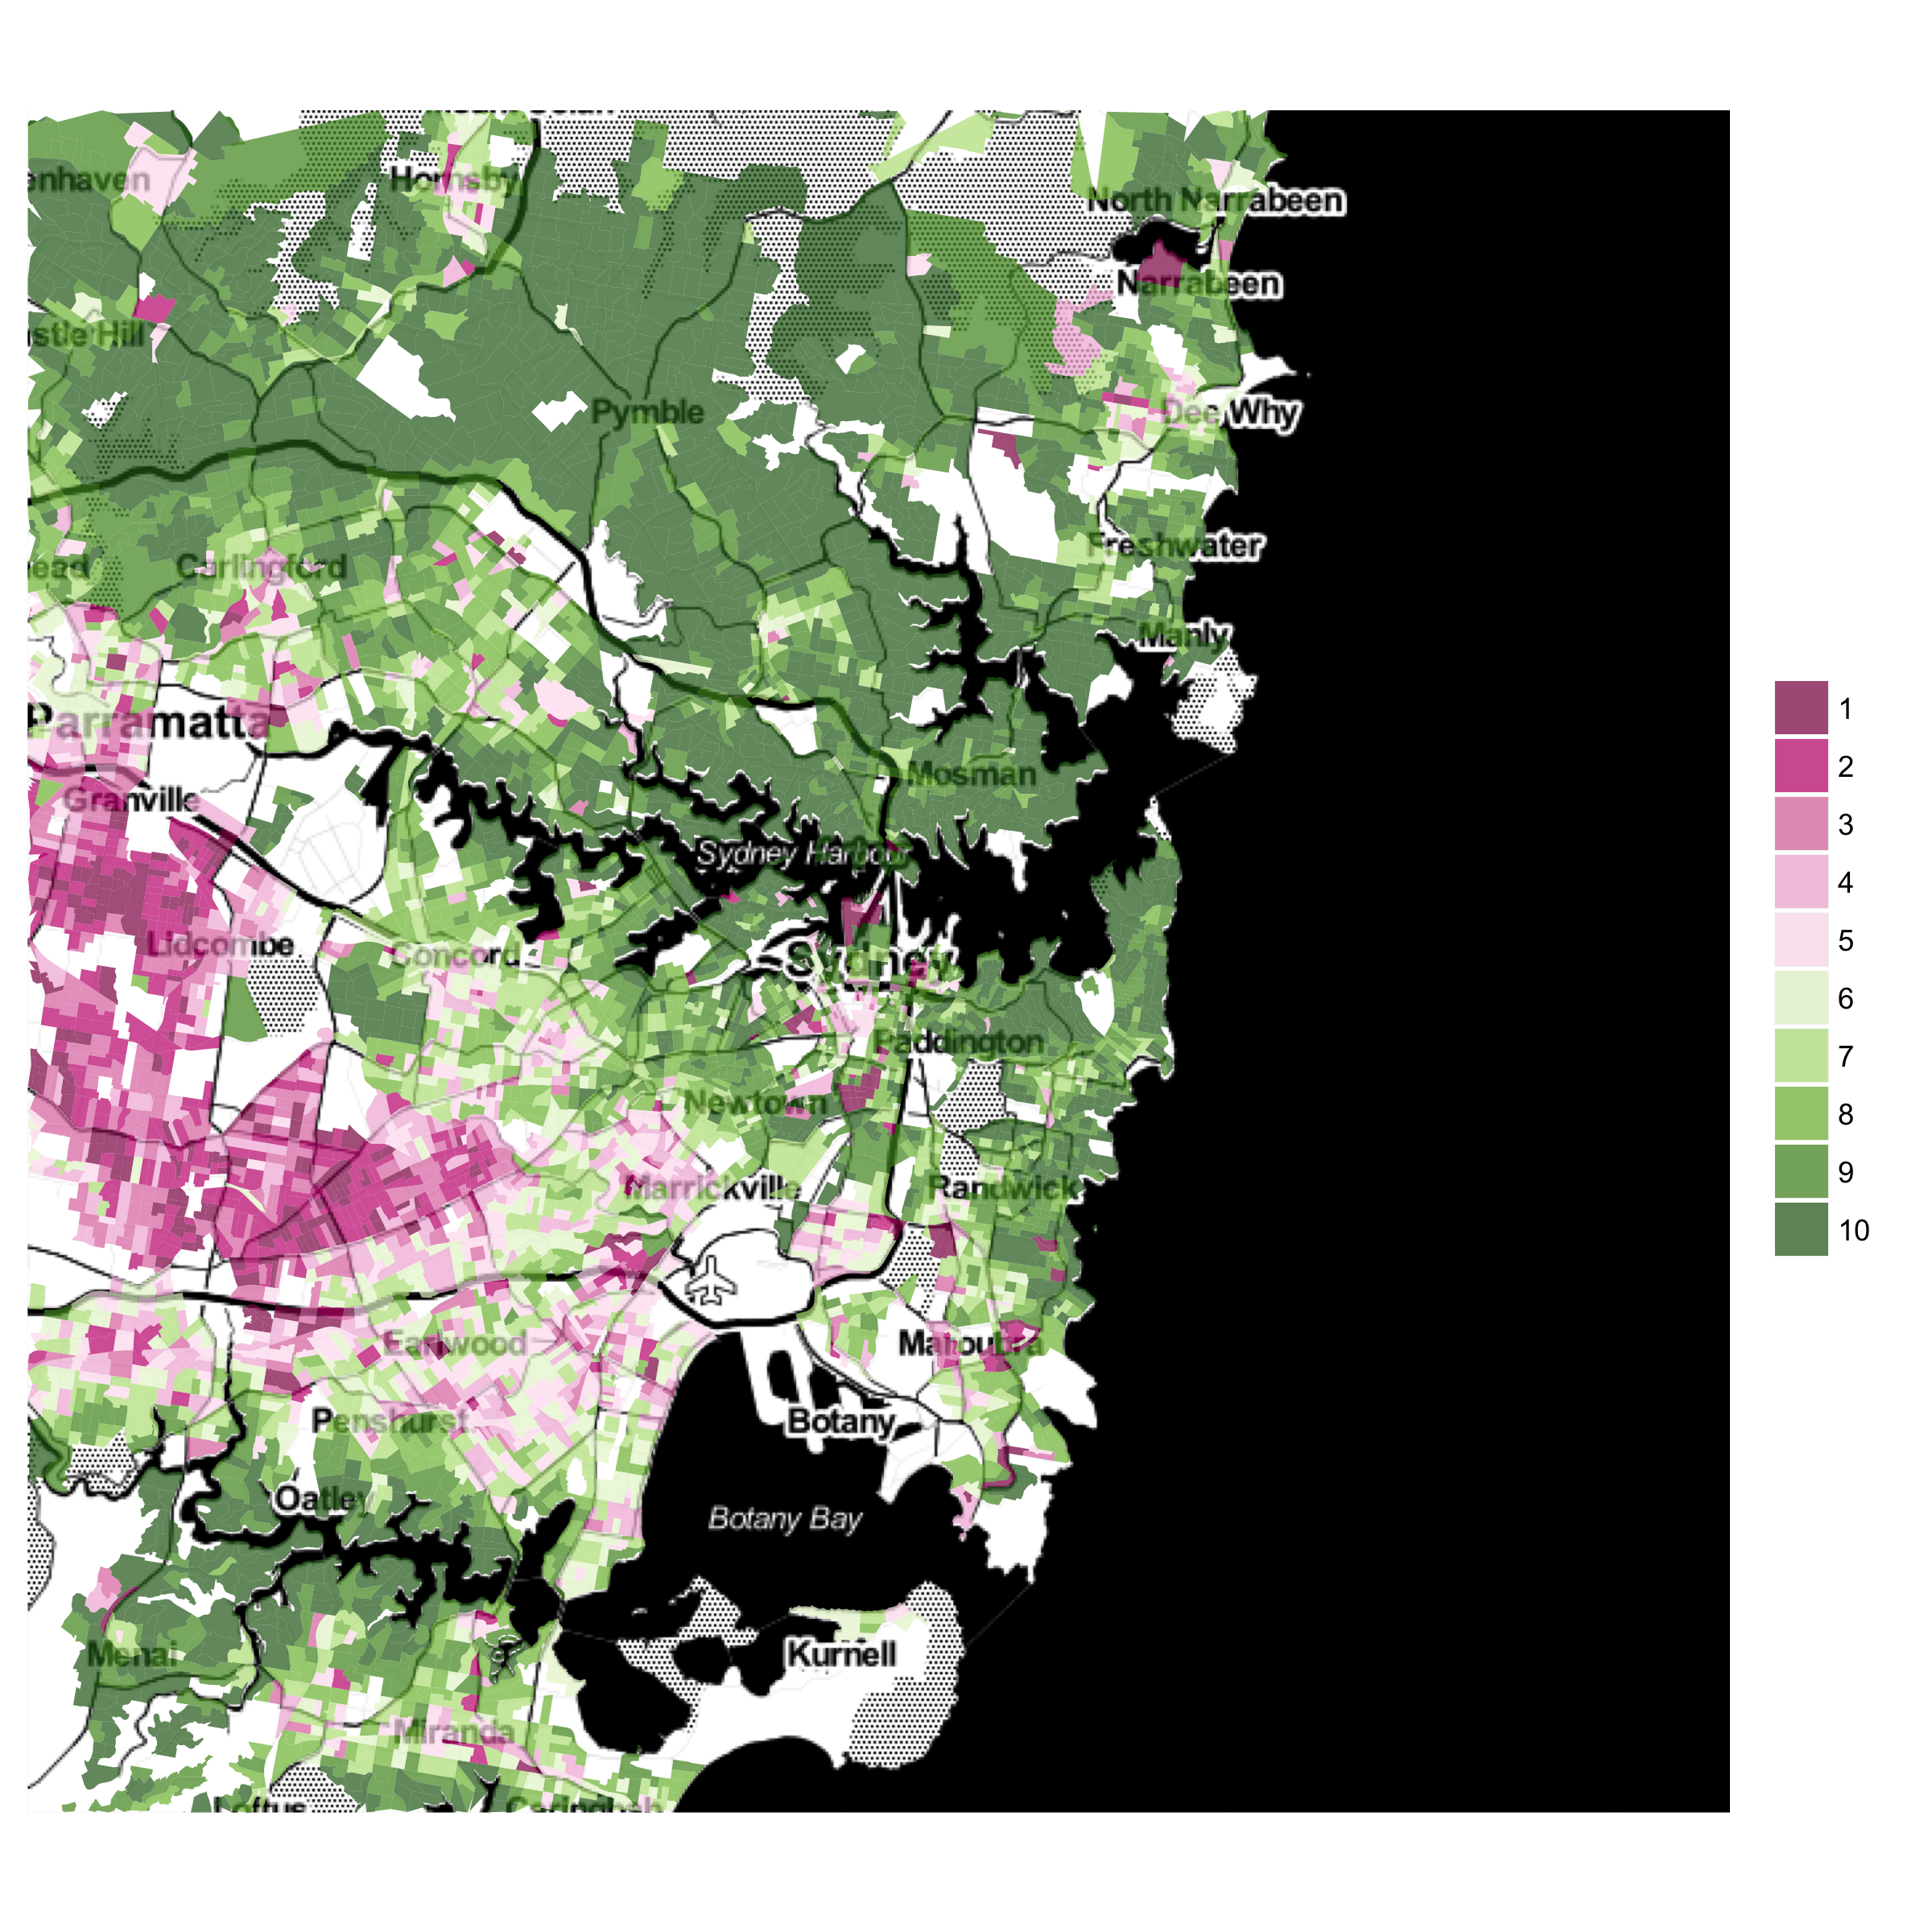 Hornsby
enhaven
North Narrabeen
Narrabeen
stle Hill
Pymble
Dee Why
Freshwater
ead
Carlingford
Manly
Parramatta
Mosman
Granville
Sydney Harbour
Lidcombe
Concord
Sydney
Paddington
Newtown
Marrickville
Randwick
Earlwood
Maroubra
Penshurst
Botany
Oatley
Botany Bay
Menai
Kurnell
Miranda
Loftus
Caringbah
1
2
3
4
5
6
7
8
9
10